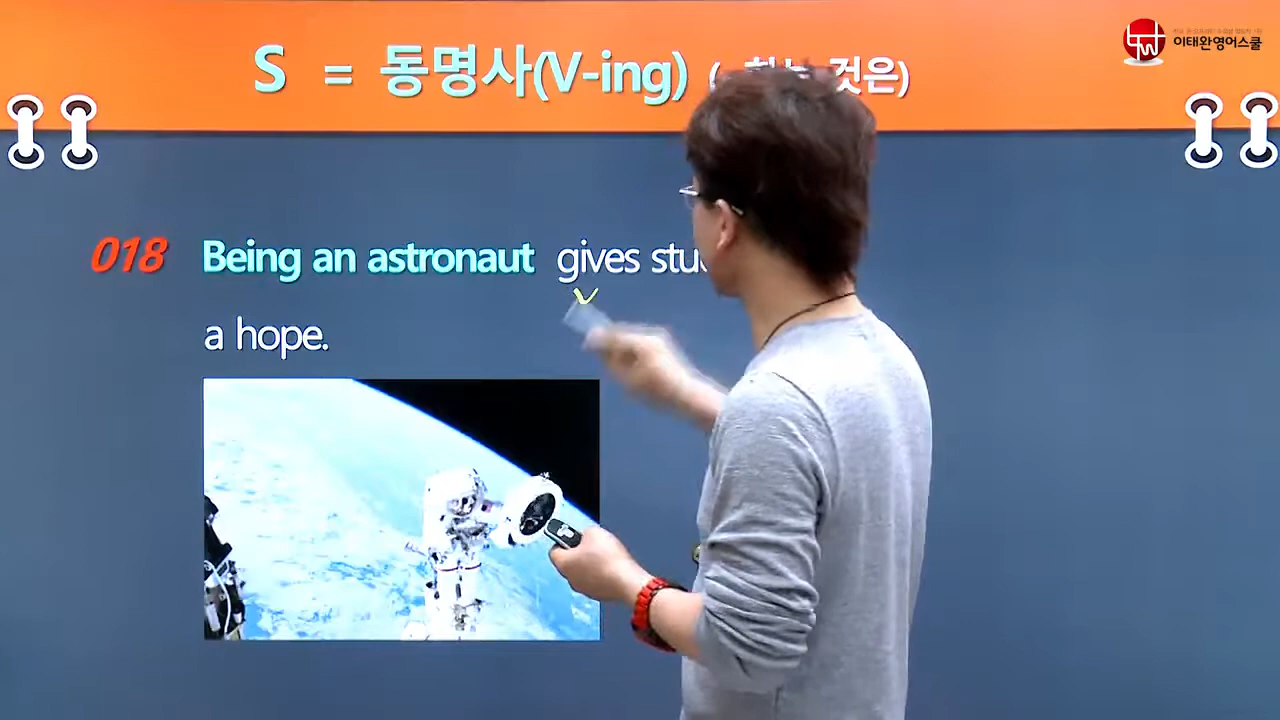 S = 동명사(V-ing) ( 것은)
이태완영어스쿨
018 Being an astronaut gives
a hope.
V